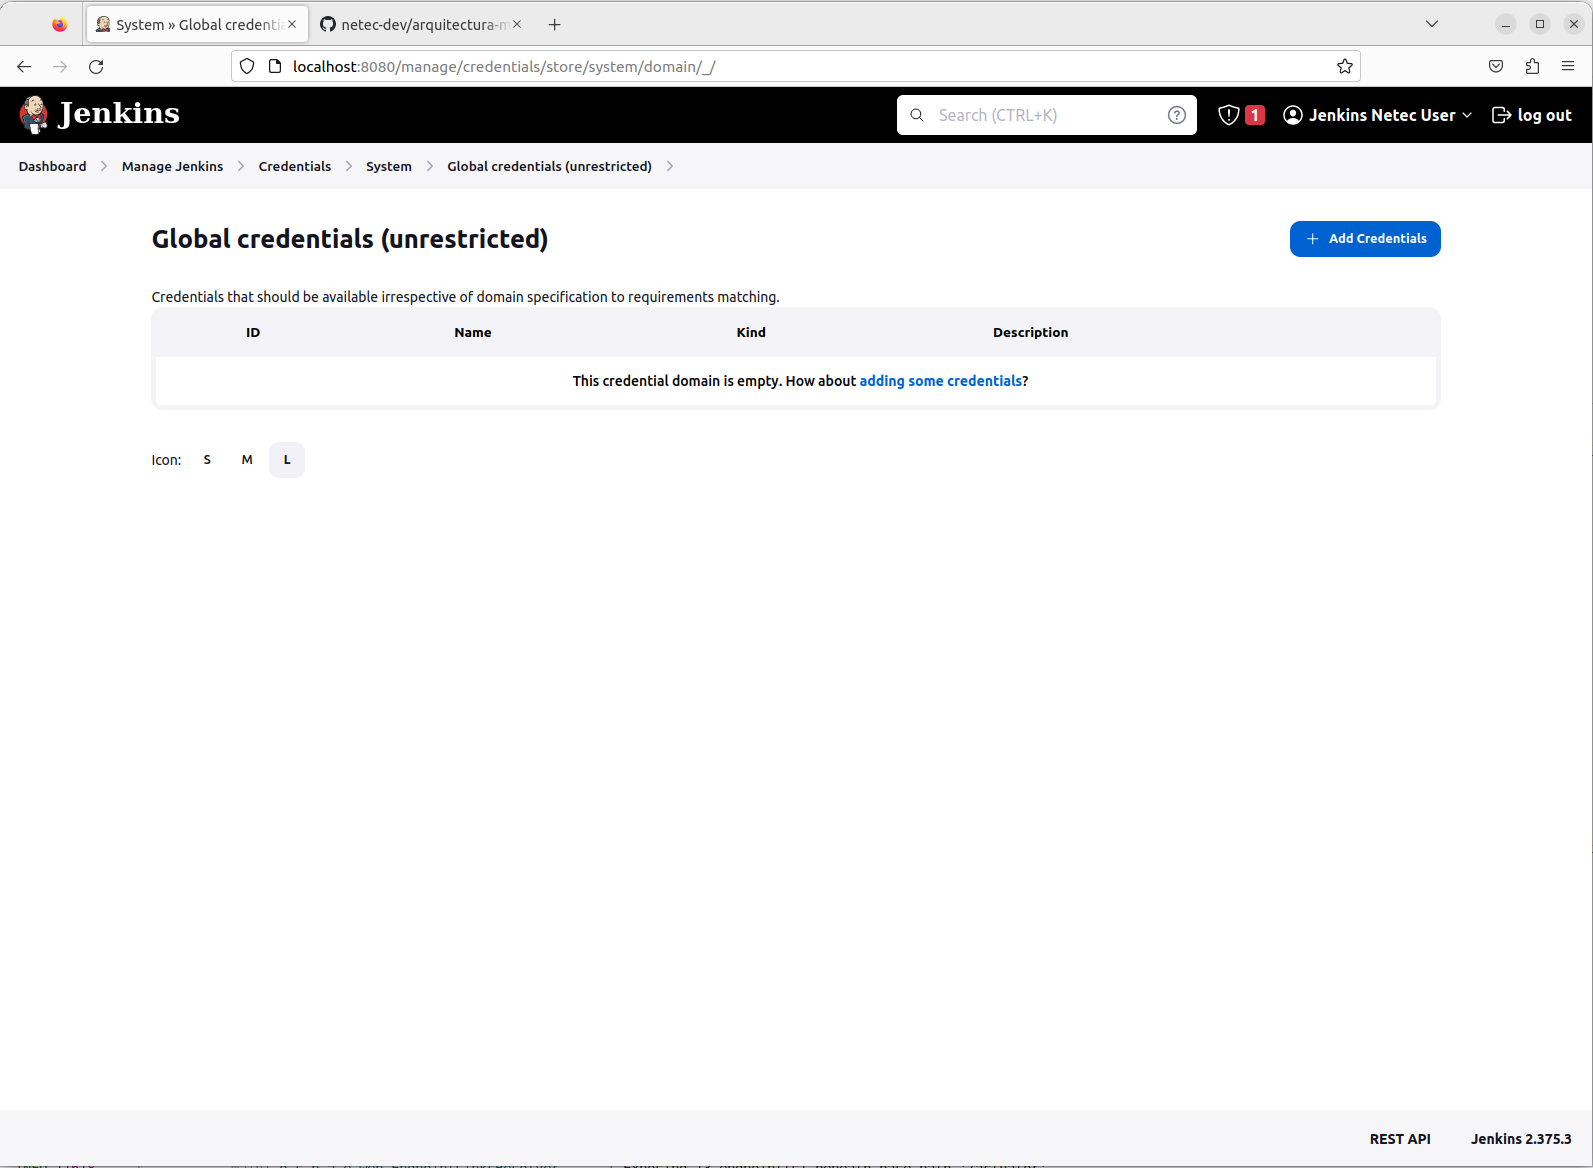 System » Global credentia
netec-dev/arquitectura-m
localhost:8080/manage/credentials/store/system/domain/_/
Jenkins
Search (CTRL+K)
1
Jenkins Netec User
log out
Dashboard
Manage Jenkins
Credentials
System
Global credentials (unrestricted)
Global credentials (unrestricted)
Add Credentials
Credentials that should be available irrespective of domain specification to requirements matching.
ID Name Kind Description
This credential domain is empty. How about adding some credentials?
Icon: S M L
REST API
Jenkins 2.375.3